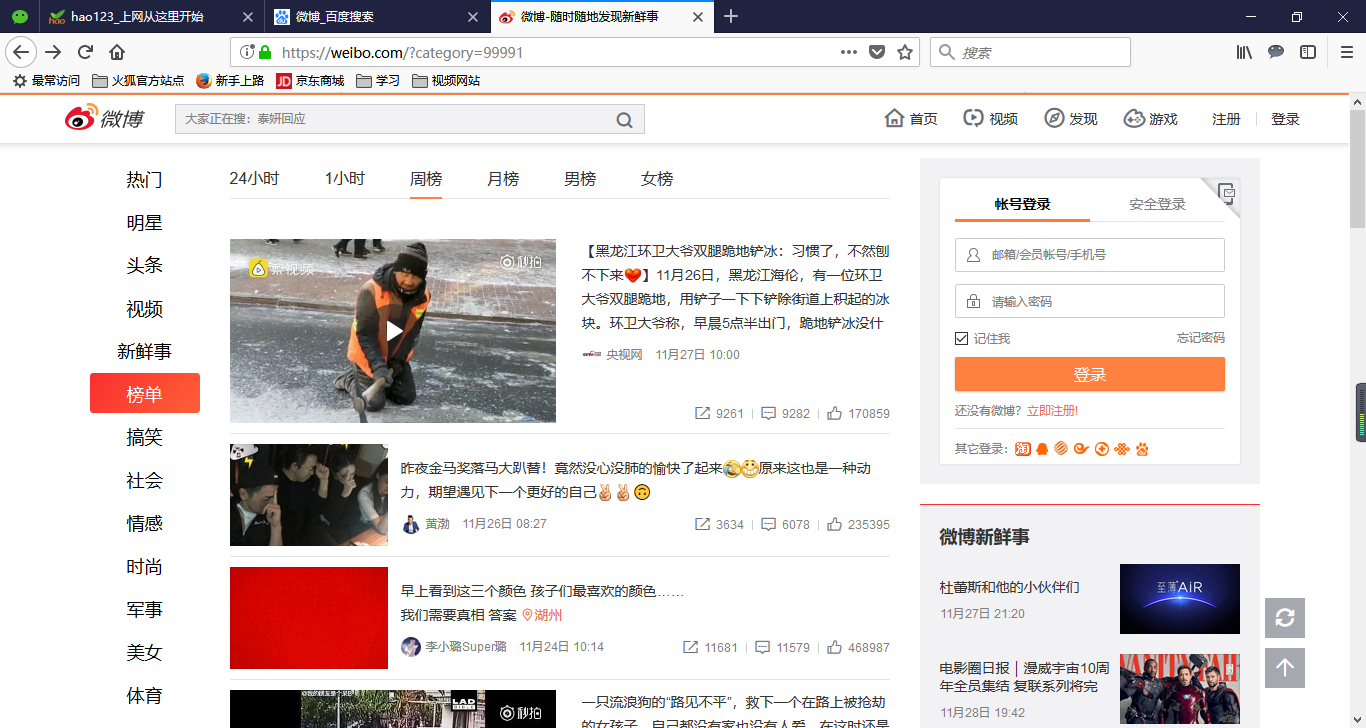 hao123_上网从这里开始
微博_百度搜索
微博-随时随地发现新鲜事
https://weibo.com/?category=99991
搜索
最常访问
火狐官方站点
新手上路
JD 京东商城
学习
视频网站
微博
大家正在搜：泰妍回应
首页
视频
发现
游戏
注册
登录
热门
明星
头条
视频
新鲜事
榜单
搞笑
社会
情感
时尚
军事
美女
体育
24小时
1小时
周榜
月榜
男榜
女榜
梨视频
秒拍
【黑龙江环卫大爷双腿跪地铲冰：习惯了，不然刨
不下来❤️】11月26日，黑龙江海伦，有一位环卫
大爷双腿跪地，用铲子一下下铲除街道上积起的冰
块。环卫大爷称，早晨5点半出门，跪地铲冰没什
央视网 11月27日 10:00
9261 9282 170859
昨夜金马奖落马大趴替！竟然没心没肺的愉快了起来🤣😁原来这也是一种动
力，期望遇见下一个更好的自己✌✌🙃
黄渤 11月26日 08:27
3634 6078 235395
早上看到这三个颜色 孩子们最喜欢的颜色……
我们需要真相 答案 湖州
李小璐Super璐 11月24日 10:14
11681 11579 468987
LAD
BIBLE
秒拍
一只流浪狗的“路见不平”，救下一个在路上被抢劫
的女孩子，自己都没有家也没有人爱，在这时还是
帐号登录
安全登录
邮箱/会员帐号/手机号
请输入密码
记住我
忘记密码
登录
还没有微博？立即注册!
其它登录：
淘
微博新鲜事
杜蕾斯和他的小伙伴们
11月27日 21:20
至薄AiR
电影圈日报｜漫威宇宙10周
年全员集结 复联系列将完
11月28日 19:42